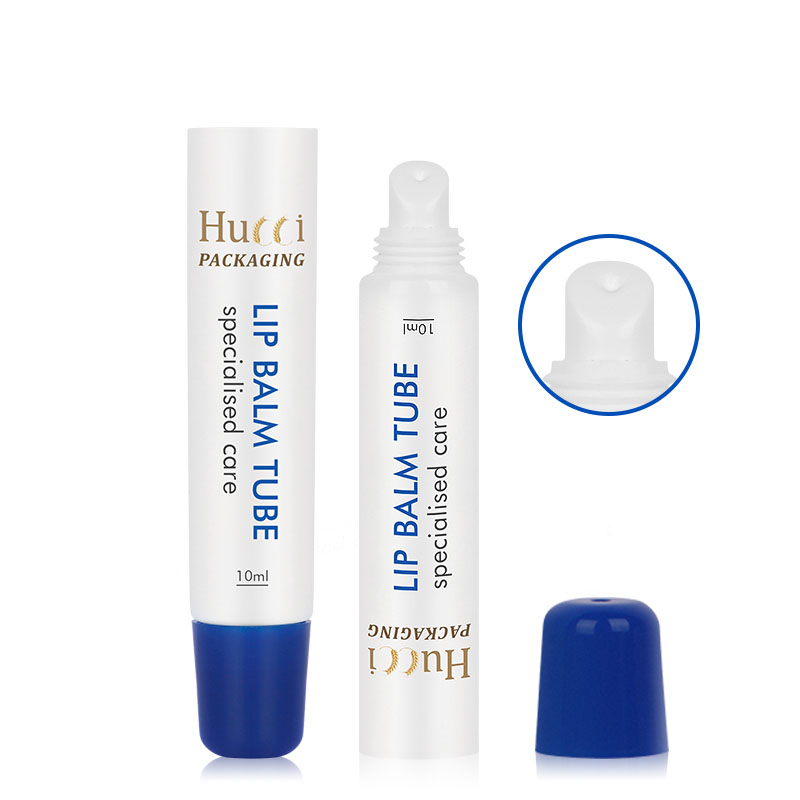 Hucci
PACKAGING
LIP BALM TUBE
specialised care
10ml
10ml
LIP BALM TUBE
specialised care
PACKAGING
Hucci